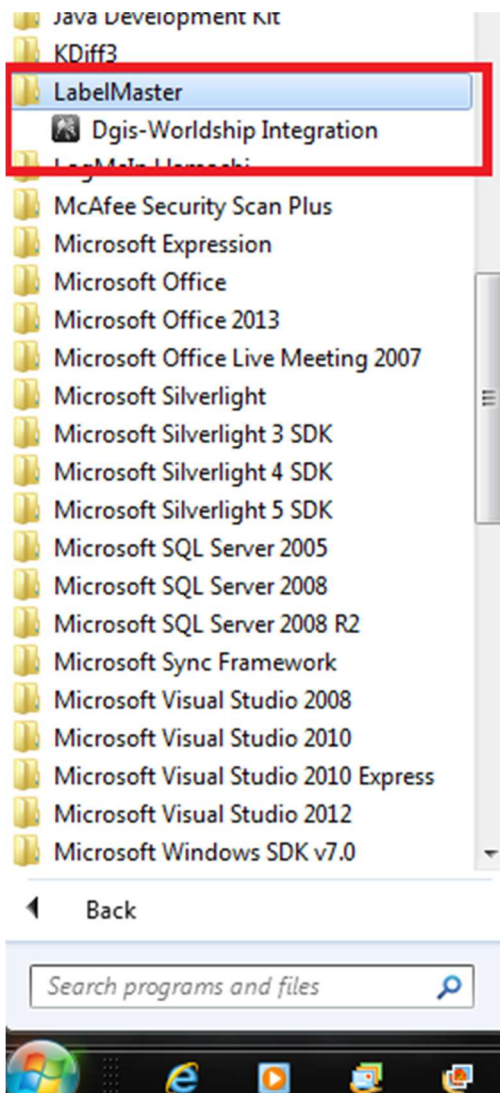 Java Development Kit
KDiff3
LabelMaster
Dgis-Worldship Integration
LogMeIn Hamachi
McAfee Security Scan Plus
Microsoft Expression
Microsoft Office
Microsoft Office 2013
Microsoft Office Live Meeting 2007
Microsoft Silverlight
Microsoft Silverlight 3 SDK
Microsoft Silverlight 4 SDK
Microsoft Silverlight 5 SDK
Microsoft SQL Server 2005
Microsoft SQL Server 2008
Microsoft SQL Server 2008 R2
Microsoft Sync Framework
Microsoft Visual Studio 2008
Microsoft Visual Studio 2010
Microsoft Visual Studio 2010 Express
Microsoft Visual Studio 2012
Microsoft Windows SDK v7.0
Back
Search programs and files